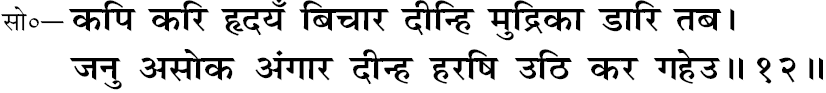 सो०— कपि करि हृदयँ बिचार दीन्हि मुद्रिका डारि तब।
जनु असोक अंगार दीन्ह हरषि उठि कर गहेउ॥ १२॥